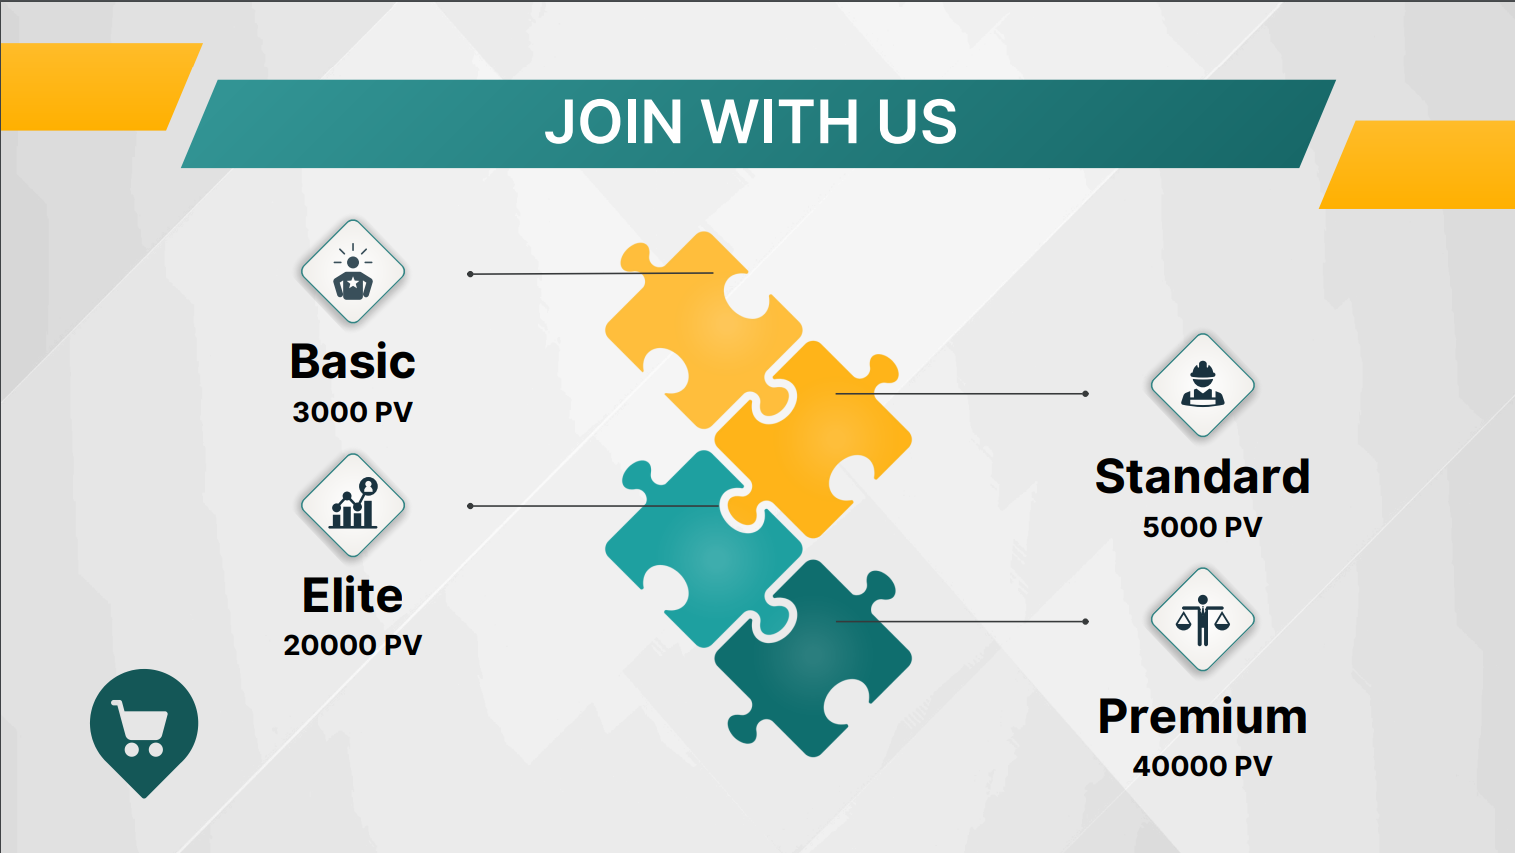 JOIN WITH US
Basic
3000 PV
Standard
5000 PV
Elite
20000 PV
Premium
40000 PV